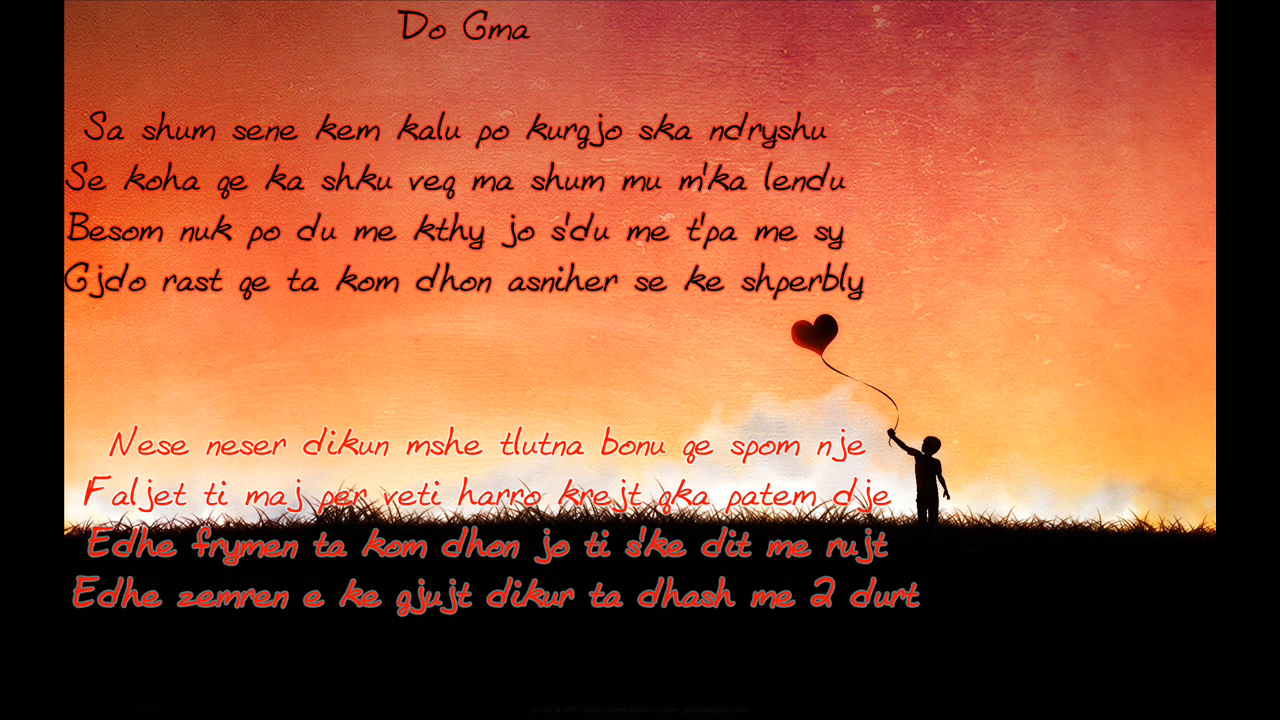 Do Gma
Sa shum sene kem kalu po kurgjo ska ndryshu
Se koha qe ka shku veq ma shum mu m'ka lendu
Besom nuk po du me kthy jo s'du me t'pa me sy
Gjdo rast qe ta kom dhon asniher se ke shperbly
Nese neser dikun mshe tlutna bonu qe spom nje
Faljet ti maj per veti harro krejt qka patem dje
Edhe frymen ta kom dhon jo ti s'ke dit me rujt
Edhe zemren e ke gjujt dikur ta dhash me 2 durt